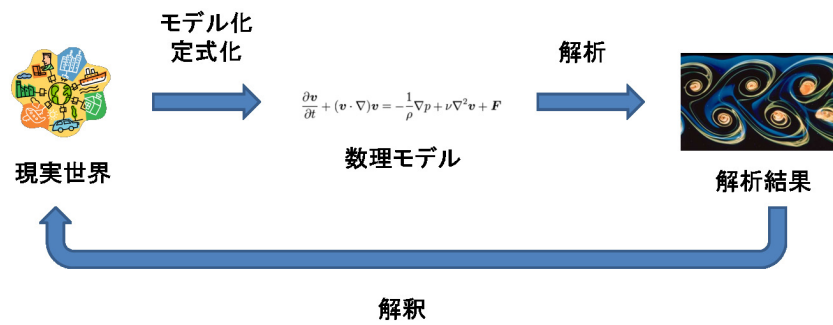 モデル化
定式化
解析
∂v/∂t + (v · ∇)v = −1/ρ ∇p + ν∇²v + F
現実世界
数理モデル
解析結果
解釈